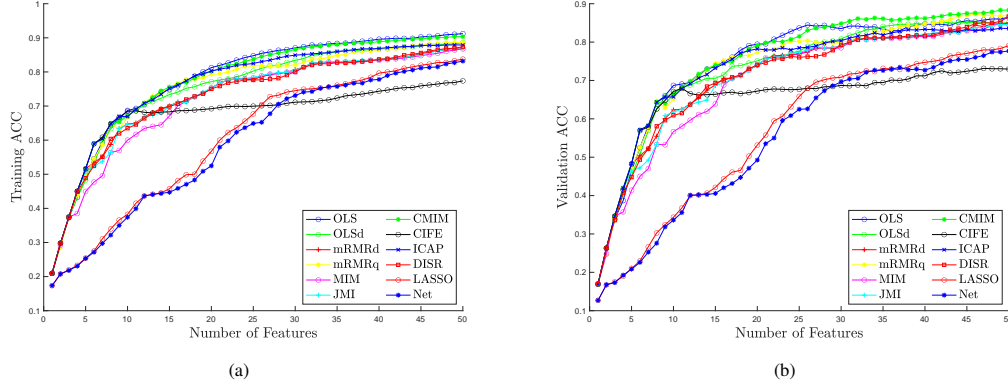 1
0.9
0.8
0.7
0.6
0.5
0.4
0.3
0.2
0.1
Training ACC
0 5 10 15 20 25 30 35 40 45 50
Number of Features
OLS CMIM
OLSd CIFE
mRMRd ICAP
mRMRq DISR
MIM LASSO
JMI Net
(a)
0.9
0.8
0.7
0.6
0.5
0.4
0.3
0.2
0.1
Validation ACC
0 5 10 15 20 25 30 35 40 45 50
Number of Features
OLS CMIM
OLSd CIFE
mRMRd ICAP
mRMRq DISR
MIM LASSO
JMI Net
(b)